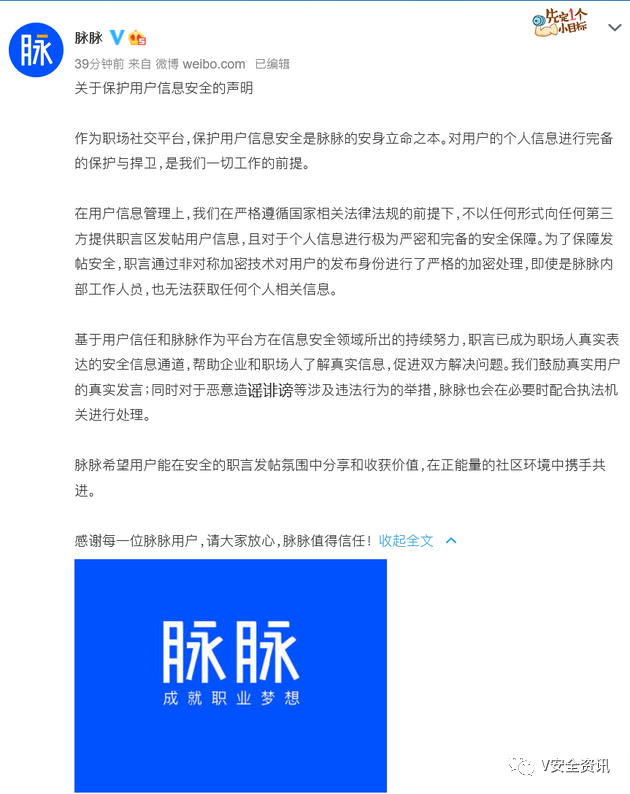 脉
脉脉
先定1个
小目标
39分钟前 来自 微博 weibo.com 已编辑
关于保护用户信息安全的声明
作为职场社交平台,保护用户信息安全是脉脉的安身立命之本。对用户的个人信息进行完备
的保护与捍卫,是我们一切工作的前提。
在用户信息管理上,我们在严格遵循国家相关法律法规的前提下,不以任何形式向任何第三
方提供职言区发帖用户信息,且对于个人信息进行极为严密和完备的安全保障。为了保障发
帖安全,职言通过非对称加密技术对用户的发布身份进行了严格的加密处理,即使是脉脉内
部工作人员,也无法获取任何个人相关信息。
基于用户信任和脉脉作为平台方在信息安全领域所出的持续努力,职言已成为职场人真实表
达的安全信息通道,帮助企业和职场人了解真实信息,促进双方解决问题。我们鼓励真实用户
的真实发言;同时对于恶意造谣诽谤等涉及违法行为的举措,脉脉也会在必要时配合执法机
关进行处理。
脉脉希望用户能在安全的职言发帖氛围中分享和收获价值,在正能量的社区环境中携手共
进。
感谢每一位脉脉用户,请大家放心,脉脉值得信任! 收起全文
脉脉
成就职业梦想
V安全资讯